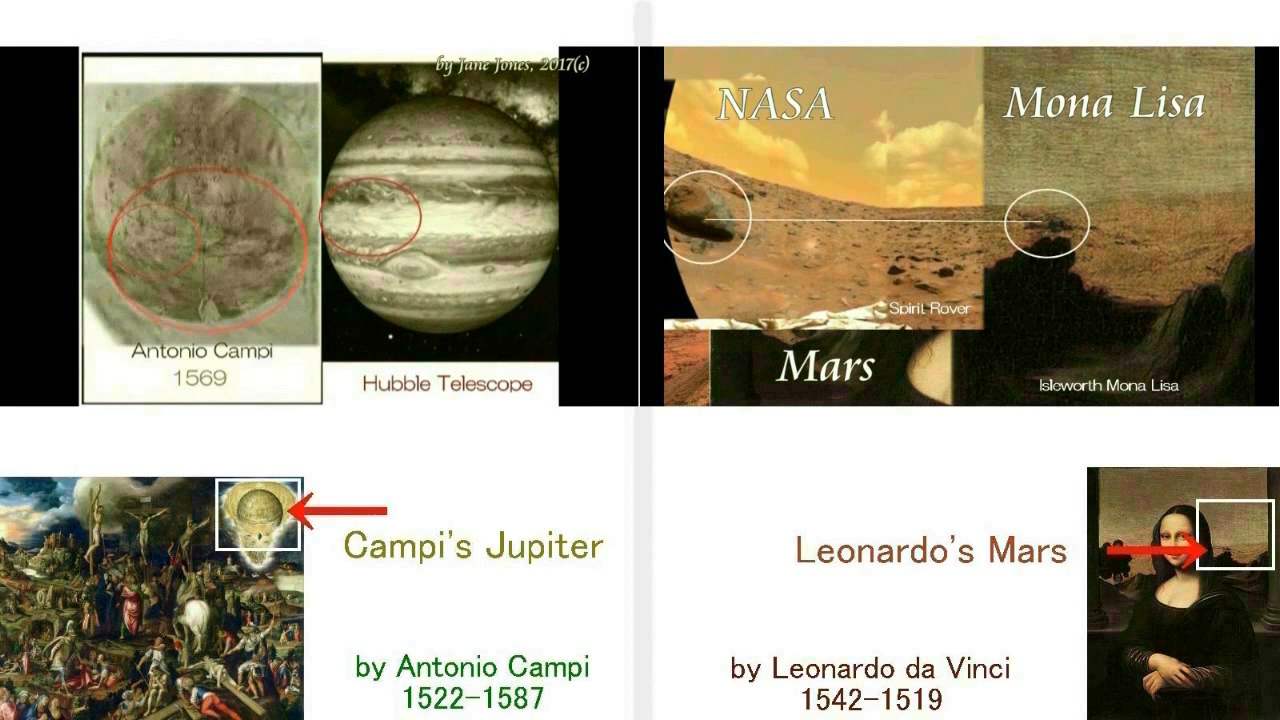 by Jane Jones, 2017(c)
Antonio Campi
1569
Hubble Telescope
NASA
Mona Lisa
Spirit Rover
Mars
Isleworth Mona Lisa
Campi's Jupiter
by Antonio Campi
1522-1587
Leonardo's Mars
by Leonardo da Vinci
1542-1519